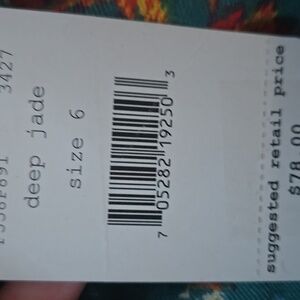 3427
deep jade
size 6
7 05282 19250 3
suggested retail price
$78.00